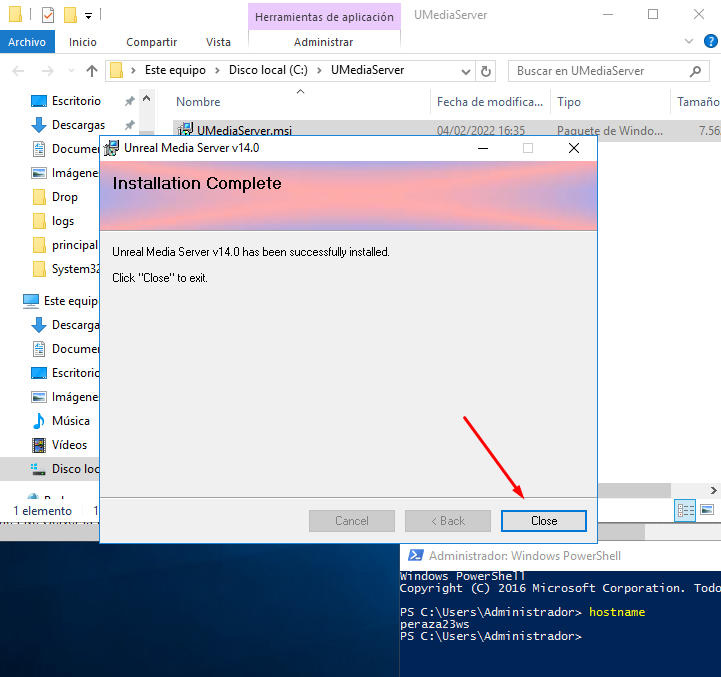 Herramientas de aplicación
UMediaServer
Archivo
Inicio
Compartir
Vista
Administrar
Este equipo
Disco local (C:)
UMediaServer
Buscar en UMediaServer
Nombre
Fecha de modifica...
Tipo
Tamaño
Escritorio
Descargas
Imágene
Drop
logs
principal
System32
Este equip
Descarga
Escritorio
Imágene
Música
Vídeos
Disco loc
1 elemento
1
UMediaServer.msi
04/02/2022 16:35
Paquete de Windo...
7.56
Unreal Media Server v14.0
Installation Complete
Unreal Media Server v14.0 has been successfully installed.
Click "Close" to exit.
Cancel
< Back
Close
Administrador: Windows PowerShell
Windows PowerShell
Copyright (C) 2016 Microsoft Corporation. Todo
PS C:\Users\Administrador> hostname
peraza23ws
PS C:\Users\Administrador>